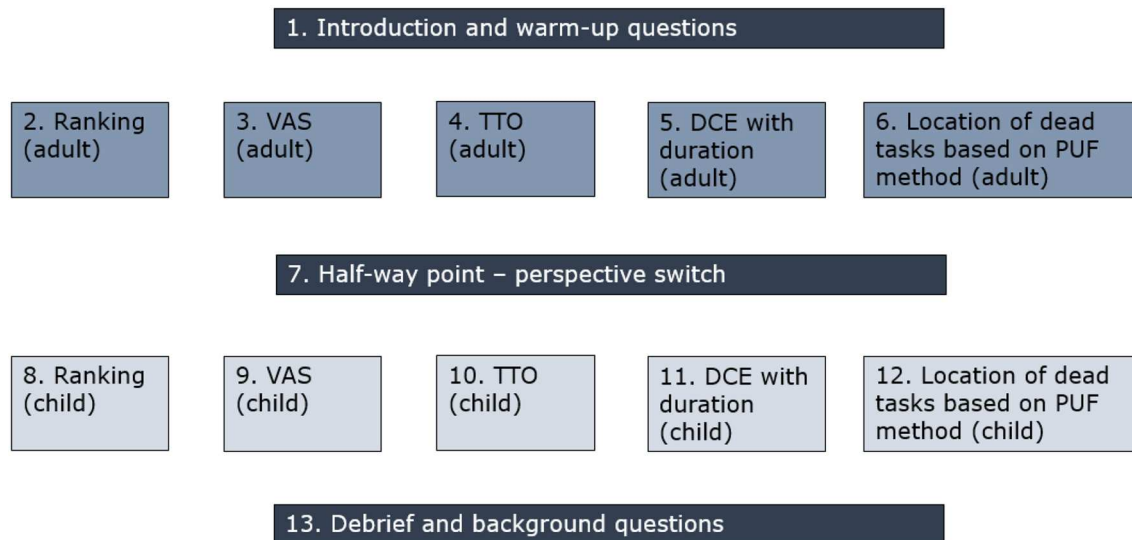 1. Introduction and warm-up questions
2. Ranking
(adult)
3. VAS
(adult)
4. TTO
(adult)
5. DCE with
duration
(adult)
6. Location of dead
tasks based on PUF
method (adult)
7. Half-way point – perspective switch
8. Ranking
(child)
9. VAS
(child)
10. TTO
(child)
11. DCE with
duration
(child)
12. Location of dead
tasks based on PUF
method (child)
13. Debrief and background questions